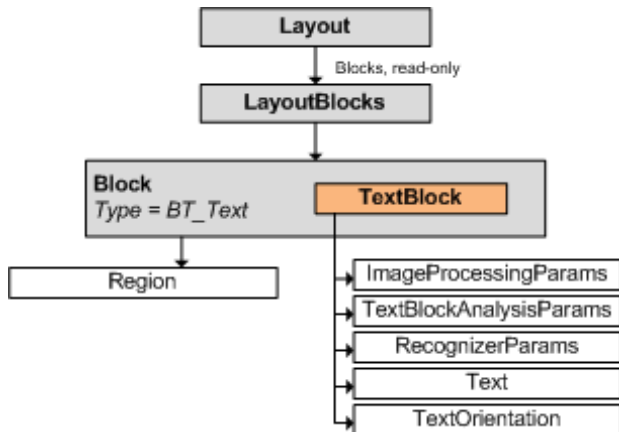 Layout
Blocks, read-only
LayoutBlocks
Block
Type = BT_Text
TextBlock
Region
ImageProcessingParams
TextBlockAnalysisParams
RecognizerParams
Text
TextOrientation